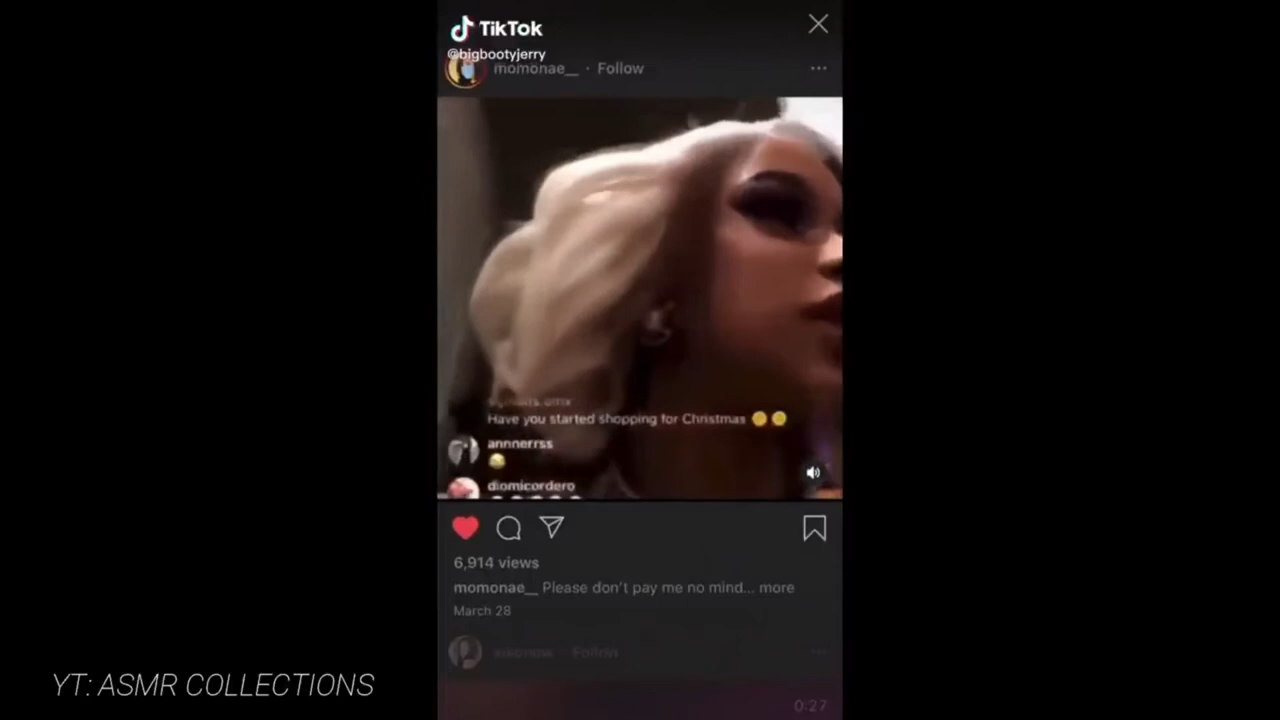 TikTok
@bigbootyjerry
momonae__ · Follow
Have you started shopping for Christmas
annnerrss
diomicordero
6,914 views
momonae__ Please don't pay me no mind... more
March 28
Follow
0:27
YT: ASMR COLLECTIONS